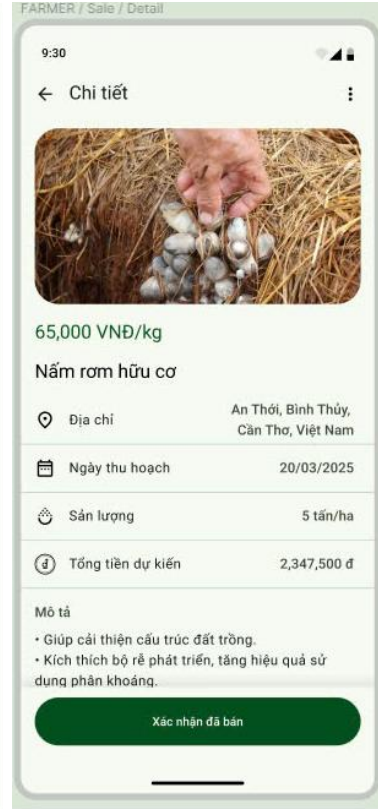 FARMER / Sale / Detail
9:30
Chi tiết
65,000 VNĐ/kg
Nấm rơm hữu cơ
Địa chỉ
An Thới, Bình Thủy,
Cần Thơ, Việt Nam
Ngày thu hoạch
20/03/2025
Sản lượng
5 tấn/ha
Tổng tiền dự kiến
2,347,500 đ
Mô tả
• Giúp cải thiện cấu trúc đất trồng.
• Kích thích bộ rễ phát triển, tăng hiệu quả sử
dụng phân khoáng.
Xác nhận đã bán